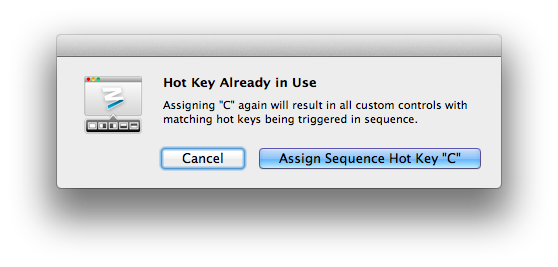 Hot Key Already in Use
Assigning "C" again will result in all custom controls with
matching hot keys being triggered in sequence.
Cancel
Assign Sequence Hot Key "C"